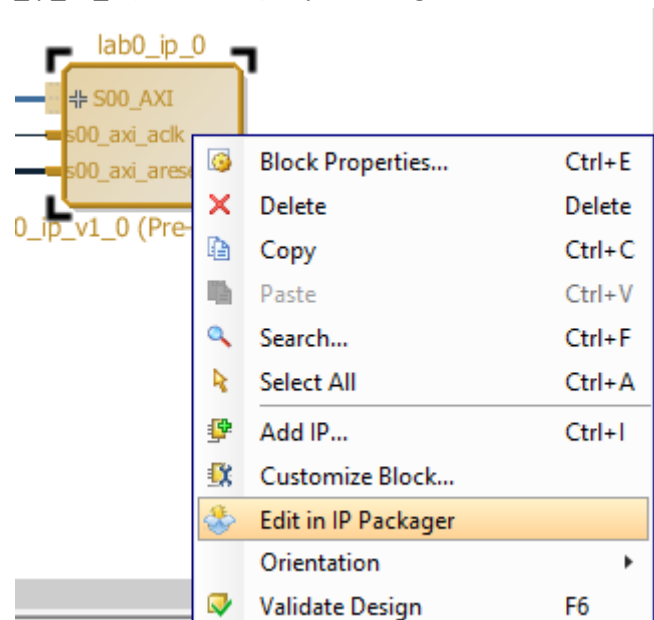 lab0_ip_0
S00_AXI
s00_axi_aclk
s00_axi_arese
0_ip_v1_0 (Pre-
Block Properties... Ctrl+E
Delete Delete
Copy Ctrl+C
Paste Ctrl+V
Search... Ctrl+F
Select All Ctrl+A
Add IP... Ctrl+I
Customize Block...
Edit in IP Packager
Orientation
Validate Design F6